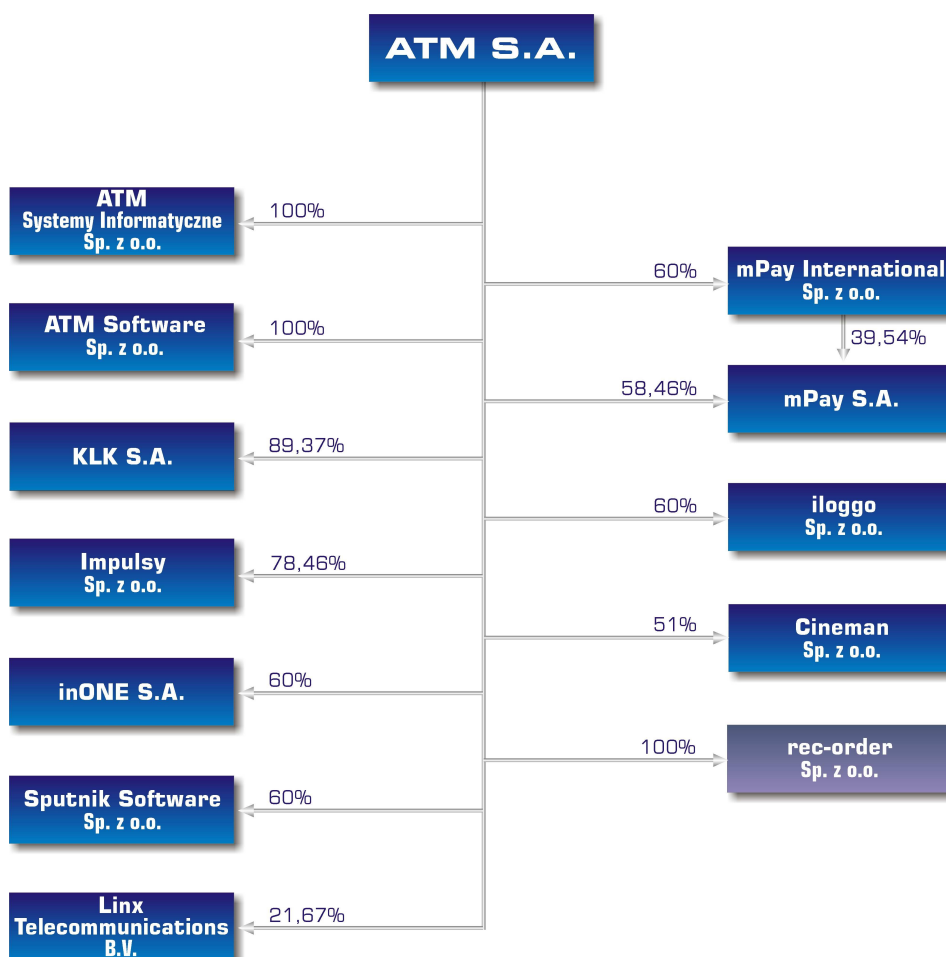 ATM S.A.
ATM
Systemy Informatyczne
Sp. z o.o.
100%
ATM Software
Sp. z o.o.
100%
KLK S.A.
89,37%
Impulsy
Sp. z o.o.
78,46%
inONE S.A.
60%
Sputnik Software
Sp. z o.o.
60%
Linx
Telecommunications
B.V.
21,67%
60%
mPay International
Sp. z o.o.
39,54%
58,46%
mPay S.A.
60%
iloggo
Sp. z o.o.
51%
Cineman
Sp. z o.o.
100%
rec-order
Sp. z o.o.